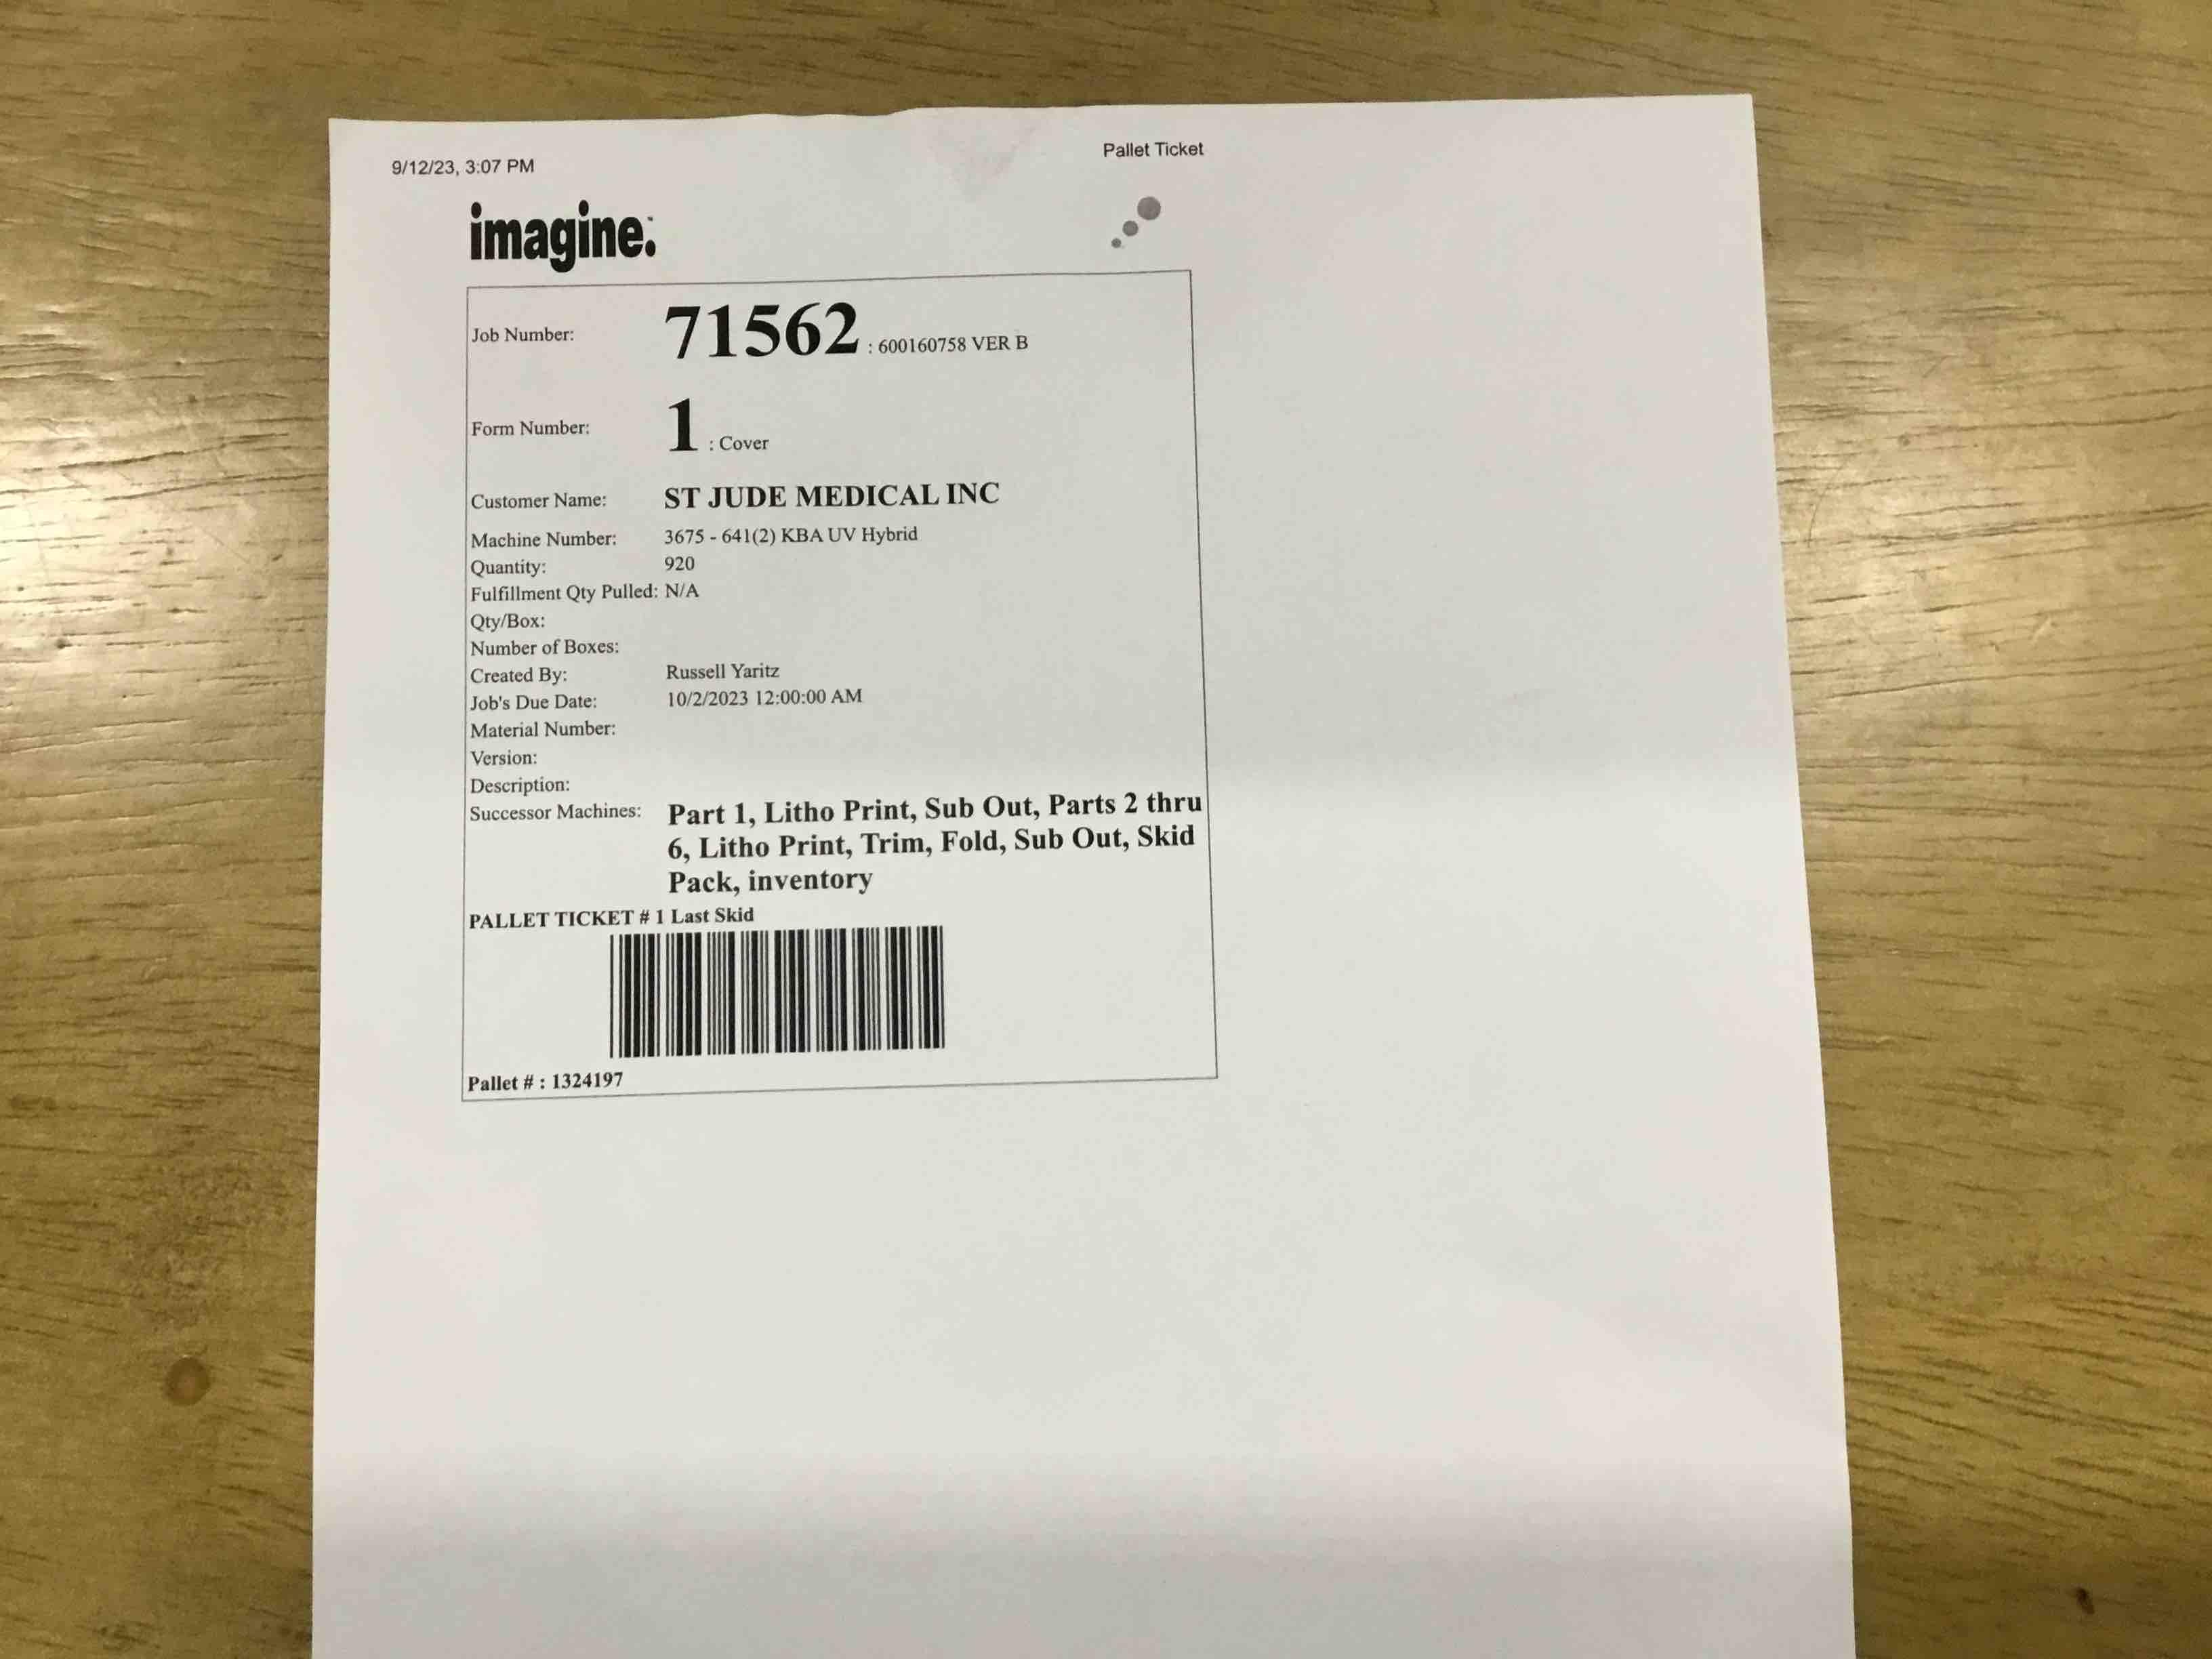 9/12/23, 3:07 PM
Pallet Ticket
imagine.
Job Number: 71562 : 600160758 VER B
Form Number: 1 : Cover
Customer Name: ST JUDE MEDICAL INC
Machine Number: 3675 - 641(2) KBA UV Hybrid
Quantity: 920
Fulfillment Qty Pulled: N/A
Qty/Box:
Number of Boxes:
Created By: Russell Yaritz
Job's Due Date: 10/2/2023 12:00:00 AM
Material Number:
Version:
Description:
Successor Machines: Part 1, Litho Print, Sub Out, Parts 2 thru
6, Litho Print, Trim, Fold, Sub Out, Skid
Pack, inventory
PALLET TICKET # 1 Last Skid
Pallet # : 1324197